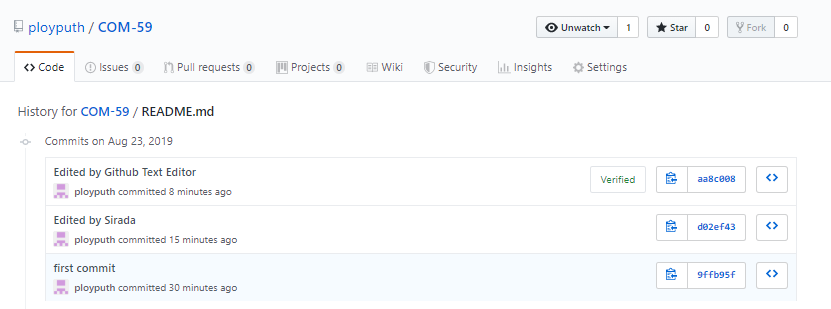 ployputh / COM-59
Unwatch 1 Star 0 Fork 0
Code Issues 0 Pull requests 0 Projects 0 Wiki Security Insights Settings
History for COM-59 / README.md
Commits on Aug 23, 2019
Edited by Github Text Editor
ployputh committed 8 minutes ago
Verified aa8c008
Edited by Sirada
ployputh committed 15 minutes ago
d02ef43
first commit
ployputh committed 30 minutes ago
9ffb95f